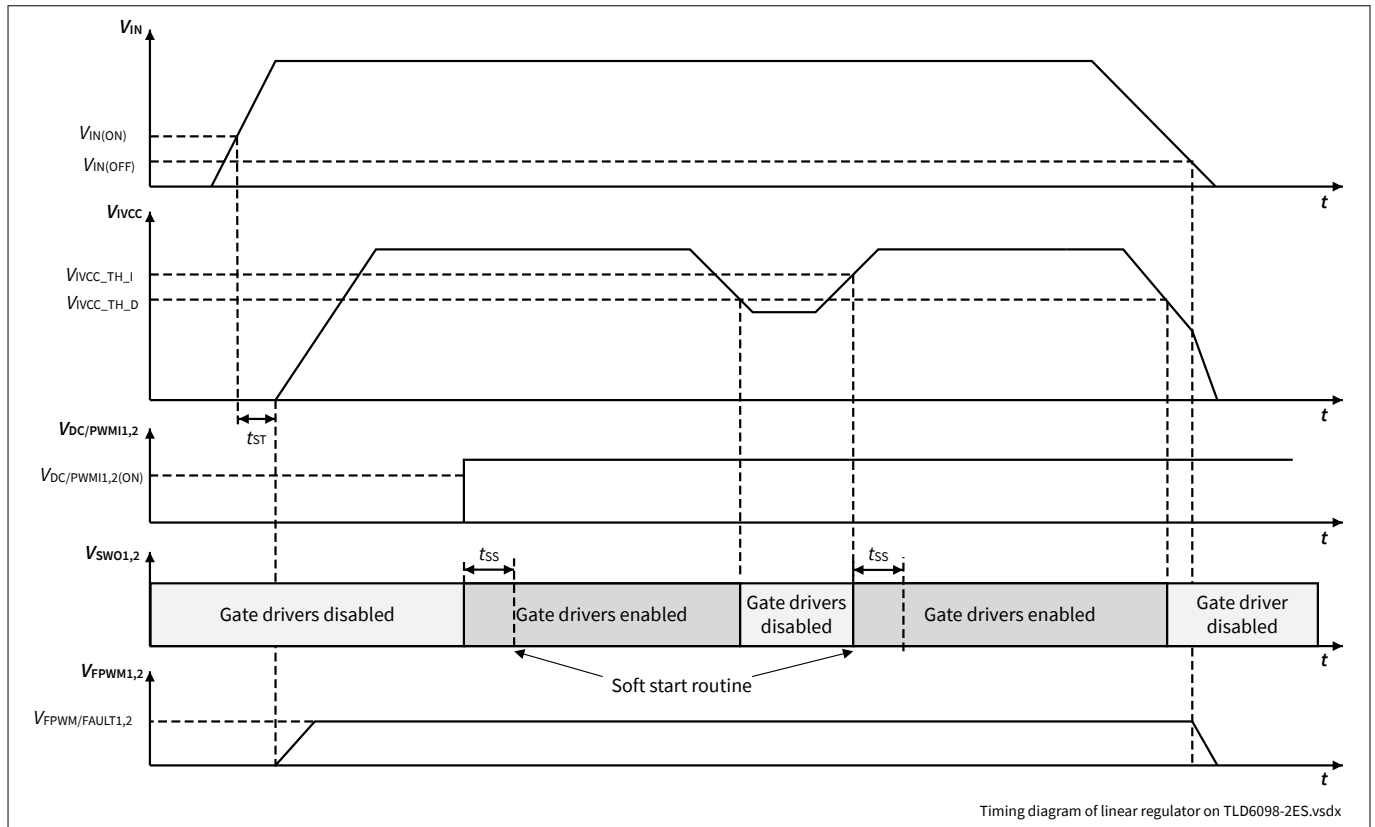 VIN
VIN(ON)
VIN(OFF)
t
VIVCC
VIVCC_TH_I
VIVCC_TH_D
t
tST
VDC/PWMI1,2
VDC/PWMI1,2(ON)
t
VSWO1,2
tSS
tSS
Gate drivers disabled
Gate drivers enabled
Gate drivers
disabled
Gate drivers enabled
Gate driver
disabled
t
Soft start routine
VFPWM1,2
VFPWM/FAULT1,2
t
Timing diagram of linear regulator on TLD6098-2ES.vsdx